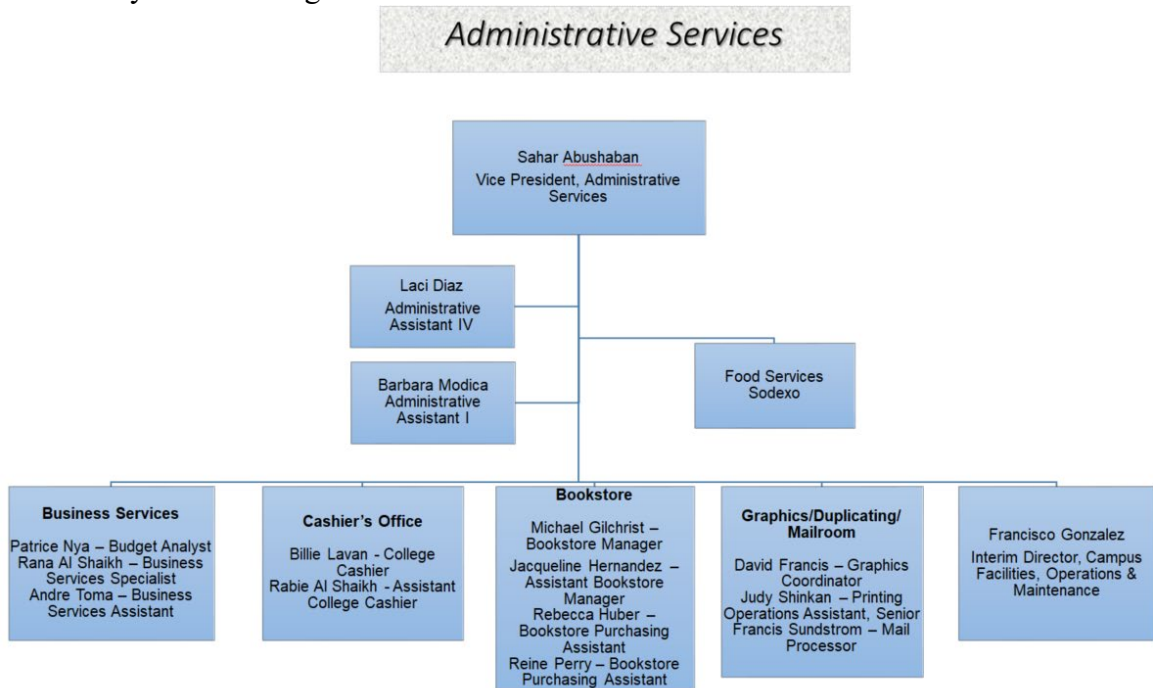 Administrative Services
Sahar Abushaban
Vice President, Administrative
Services
Laci Diaz
Administrative
Assistant IV
Barbara Modica
Administrative
Assistant I
Food Services
Sodexo
Business Services
Patrice Nya – Budget Analyst
Rana Al Shaikh – Business
Services Specialist
Andre Toma – Business
Services Assistant
Cashier's Office
Billie Lavan - College
Cashier
Rabie Al Shaikh - Assistant
College Cashier
Bookstore
Michael Gilchrist –
Bookstore Manager
Jacqueline Hernandez –
Assistant Bookstore
Manager
Rebecca Huber –
Bookstore Purchasing
Assistant
Reine Perry – Bookstore
Purchasing Assistant
Graphics/Duplicating/
Mailroom
David Francis – Graphics
Coordinator
Judy Shinkan – Printing
Operations Assistant, Senior
Francis Sundstrom – Mail
Processor
Francisco Gonzalez
Interim Director, Campus
Facilities, Operations &
Maintenance